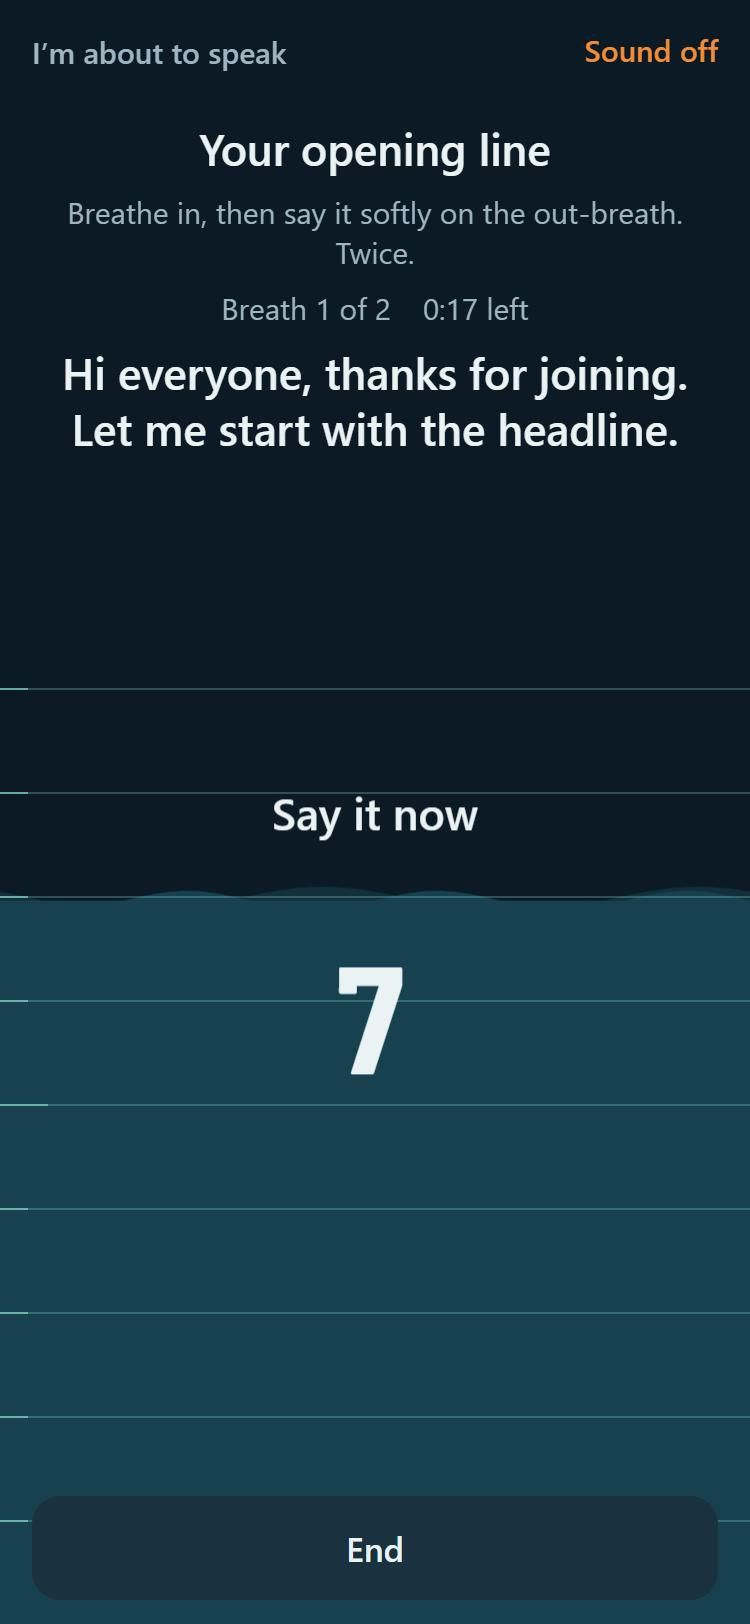 I’m about to speak
Sound off
Your opening line
Breathe in, then say it softly on the out-breath.
Twice.
Breath 1 of 2 0:17 left
Hi everyone, thanks for joining.
Let me start with the headline.
Say it now
7
End